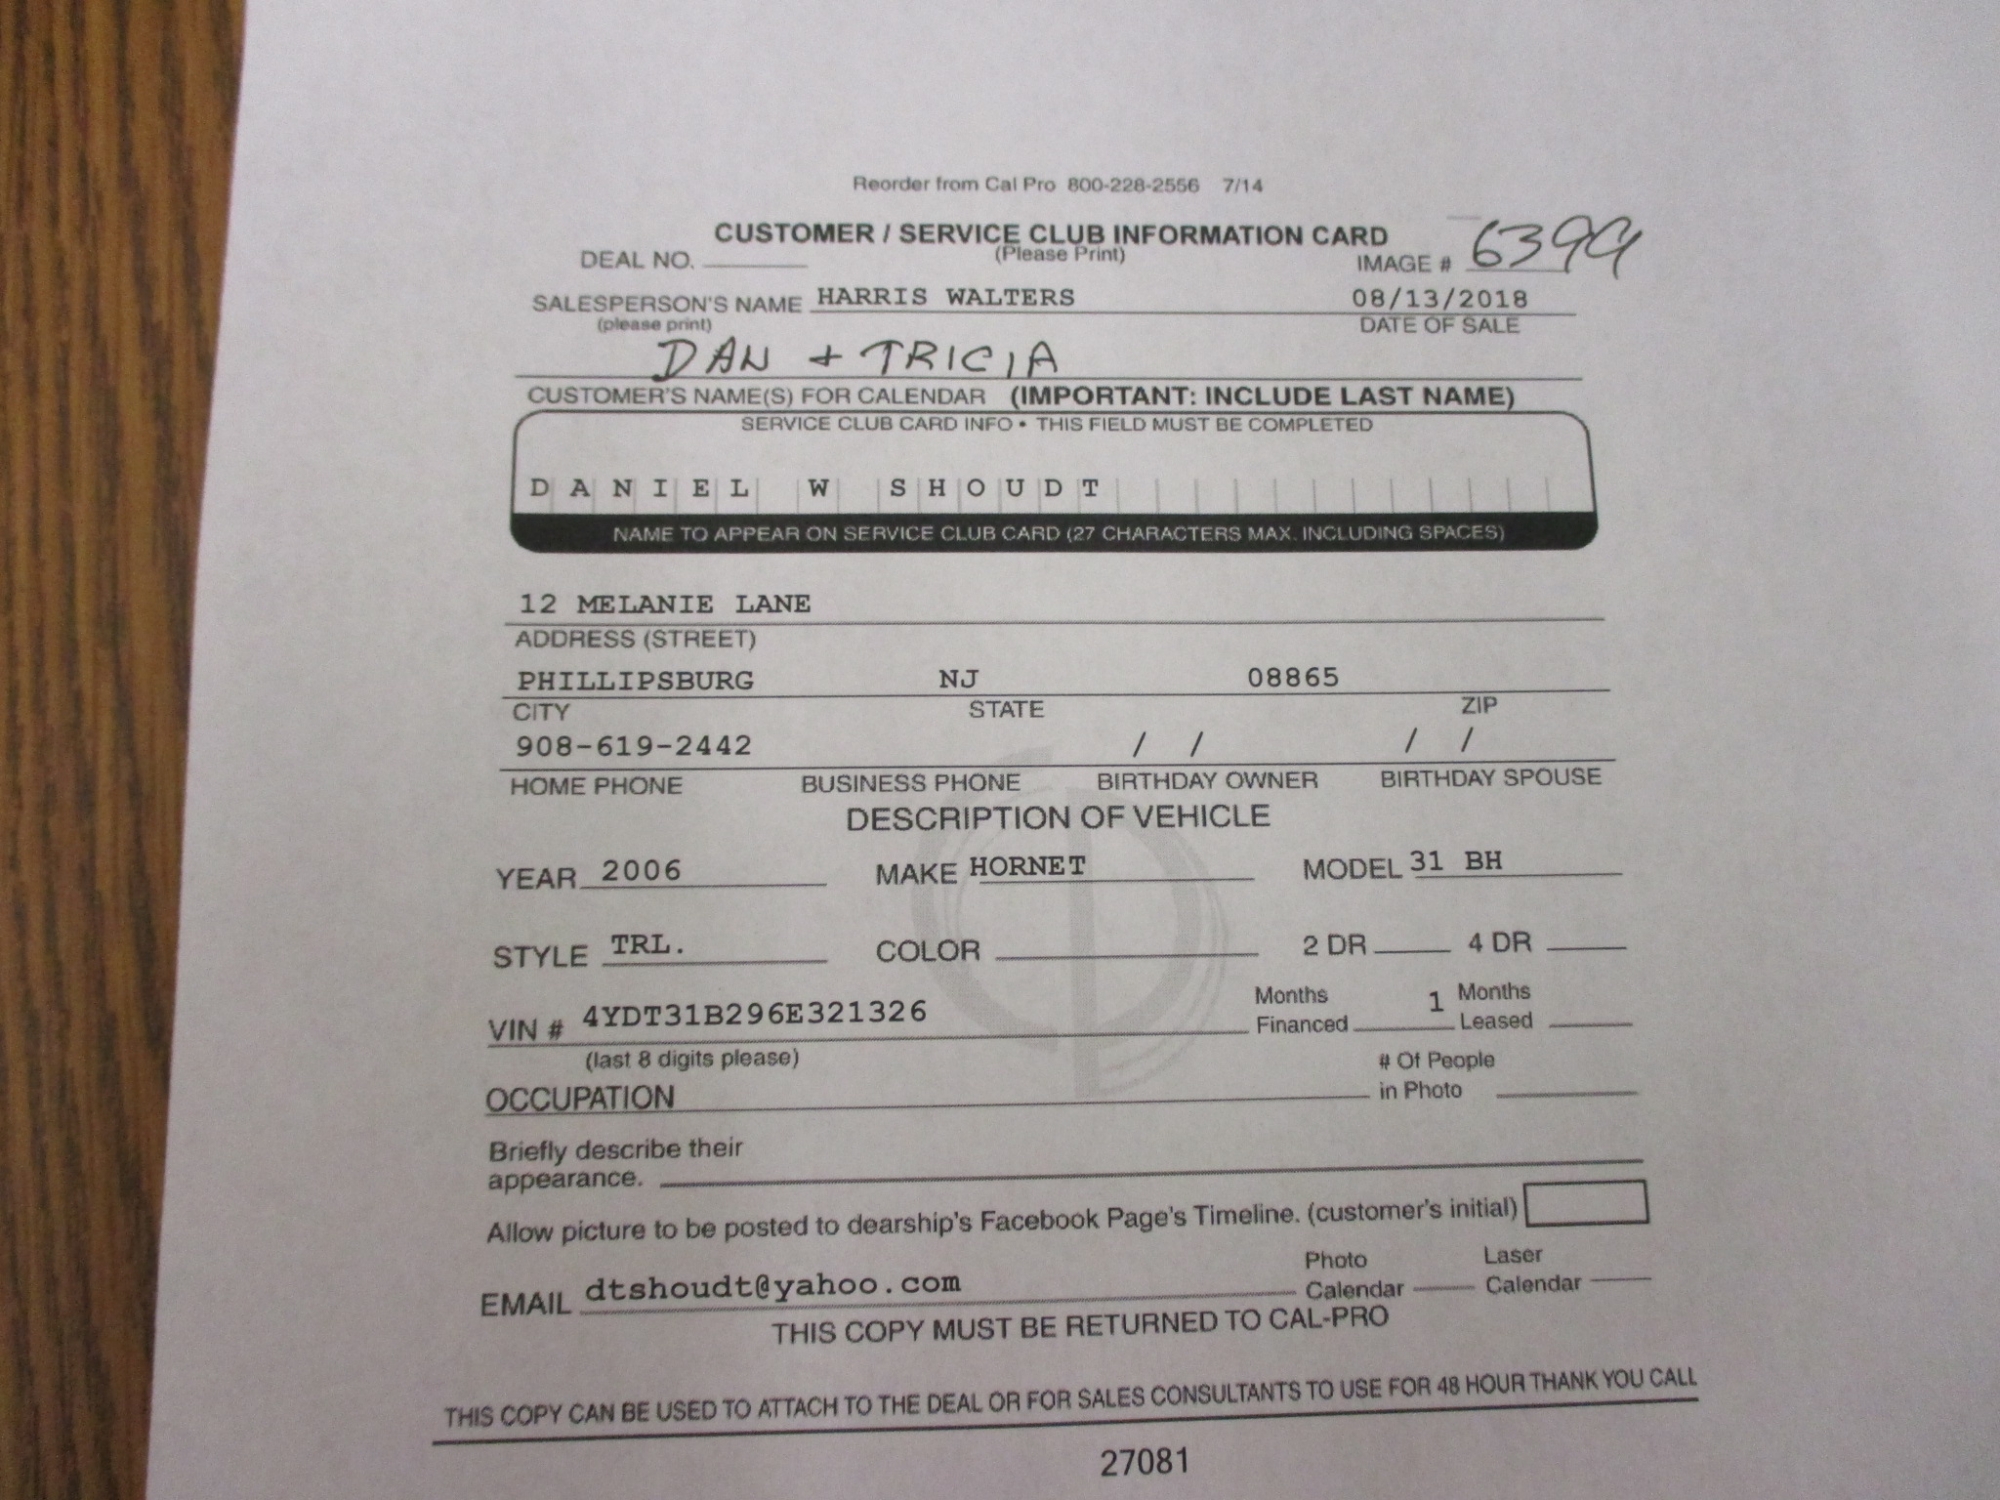 Reorder from Cal Pro 800-228-2556 7/14
CUSTOMER / SERVICE CLUB INFORMATION CARD
DEAL NO. (Please Print) IMAGE # 6399
SALESPERSON'S NAME HARRIS WALTERS 08/13/2018
(please print) DATE OF SALE
DAN + TRICIA
CUSTOMER'S NAME(S) FOR CALENDAR (IMPORTANT: INCLUDE LAST NAME)
SERVICE CLUB CARD INFO • THIS FIELD MUST BE COMPLETED
DANIEL W SHOUDT
NAME TO APPEAR ON SERVICE CLUB CARD (27 CHARACTERS MAX. INCLUDING SPACES)
12 MELANIE LANE
ADDRESS (STREET)
PHILLIPSBURG NJ 08865
CITY STATE ZIP
908-619-2442 / / / /
HOME PHONE BUSINESS PHONE BIRTHDAY OWNER BIRTHDAY SPOUSE
DESCRIPTION OF VEHICLE
YEAR 2006 MAKE HORNET MODEL 31 BH
STYLE TRL. COLOR 2 DR 4 DR
VIN # 4YDT31B296E321326 Months Financed 1 Months Leased
(last 8 digits please)
OCCUPATION # Of People in Photo
Briefly describe their
appearance.
Allow picture to be posted to dearship's Facebook Page's Timeline. (customer's initial)
EMAIL dtshoudt@yahoo.com Photo Calendar Laser Calendar
THIS COPY MUST BE RETURNED TO CAL-PRO
THIS COPY CAN BE USED TO ATTACH TO THE DEAL OR FOR SALES CONSULTANTS TO USE FOR 48 HOUR THANK YOU CALL
27081